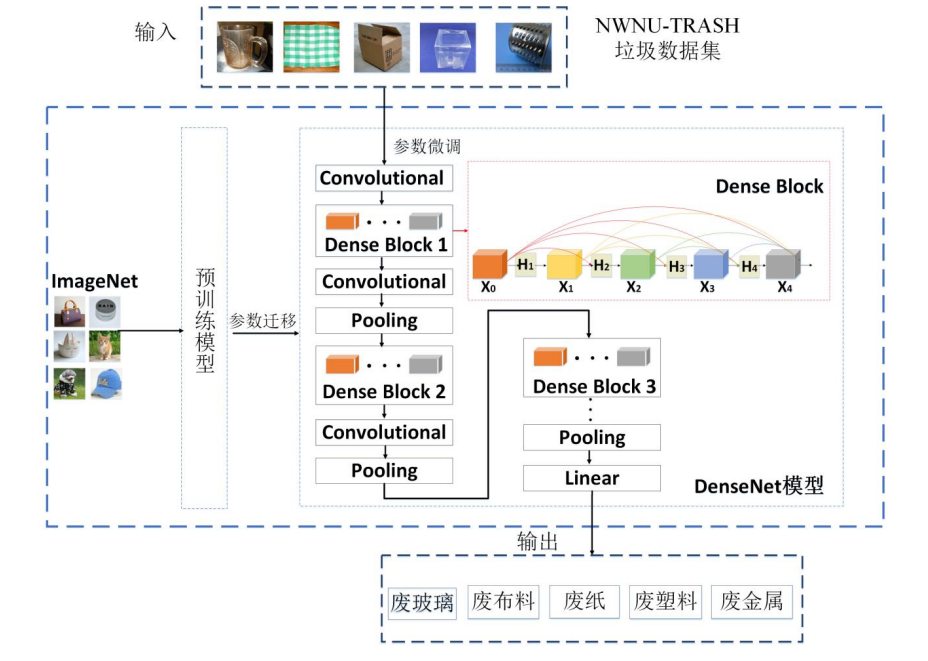 输入
NWNU-TRASH
垃圾数据集
参数微调
Convolutional
Dense Block 1
Convolutional
Pooling
Dense Block 2
Convolutional
Pooling
Dense Block
H1
H2
H3
H4
X0
X1
X2
X3
X4
ImageNet
预训练模型
参数迁移
Dense Block 3
Pooling
Linear
DenseNet模型
输出
废玻璃
废布料
废纸
废塑料
废金属